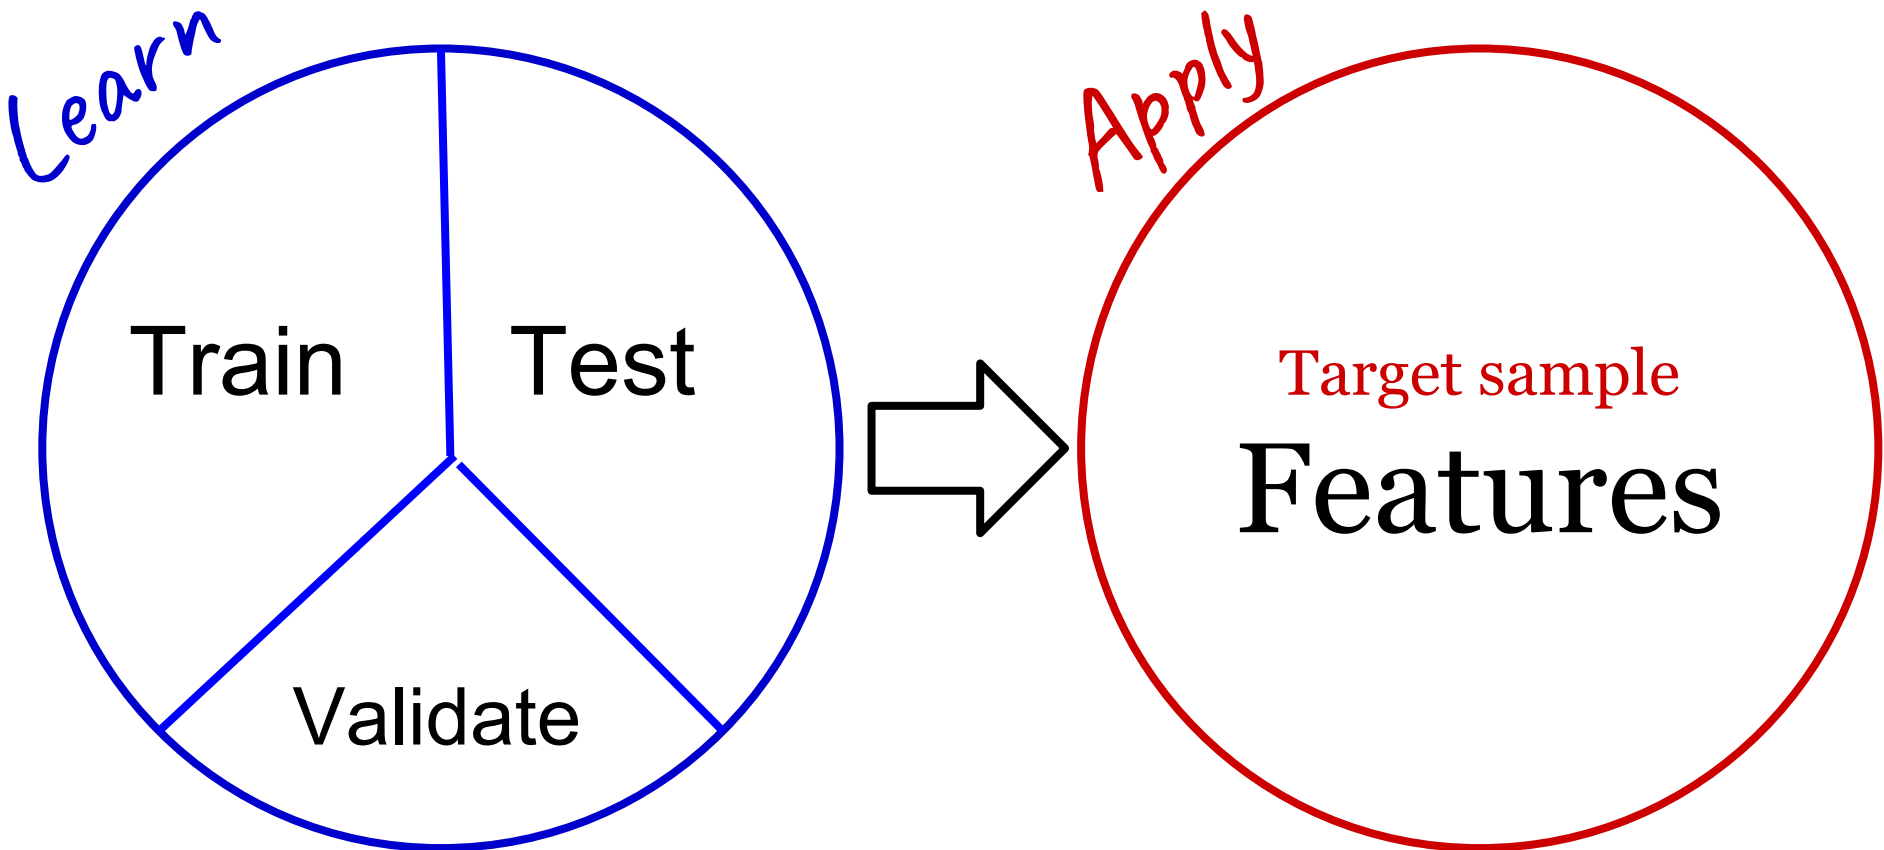 Learn
Train
Test
Validate
Apply
Target sample
Features